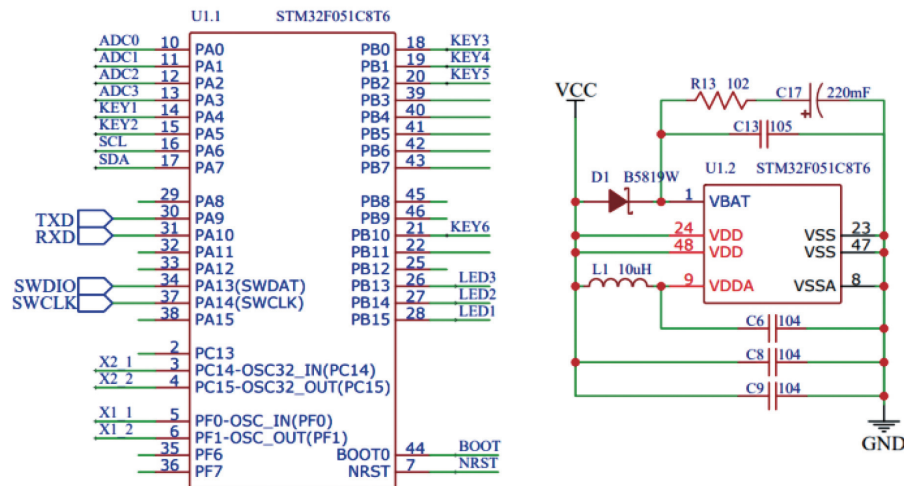 U1.1 STM32F051C8T6
ADC0 10 PA0 PB0 18 KEY3
ADC1 11 PA1 PB1 19 KEY4
ADC2 12 PA2 PB2 20 KEY5
ADC3 13 PA3 PB3 39
KEY1 14 PA4 PB4 40
KEY2 15 PA5 PB5 41
SCL 16 PA6 PB6 42
SDA 17 PA7 PB7 43
29 PA8 PB8 45
TXD 30 PA9 PB9 46
RXD 31 PA10 PB10 21 KEY6
32 PA11 PB11 22
33 PA12 PB12 25
SWDIO 34 PA13(SWDAT) PB13 26 LED3
SWCLK 37 PA14(SWCLK) PB14 27 LED2
38 PA15 PB15 28 LED1
2 PC13
X2_1 3 PC14-OSC32_IN(PC14)
X2_2 4 PC15-OSC32_OUT(PC15)
X1_1 5 PF0-OSC_IN(PF0)
X1_2 6 PF1-OSC_OUT(PF1)
35 PF6 BOOT0 44 BOOT
36 PF7 NRST 7 NRST
VCC
R13 102 C17 220mF
+
C13 105
U1.2 STM32F051C8T6
D1 B5819W 1 VBAT
24 VDD VSS 23
48 VDD VSS 47
L1 10uH 9 VDDA VSSA 8
C6 104
C8 104
C9 104
GND